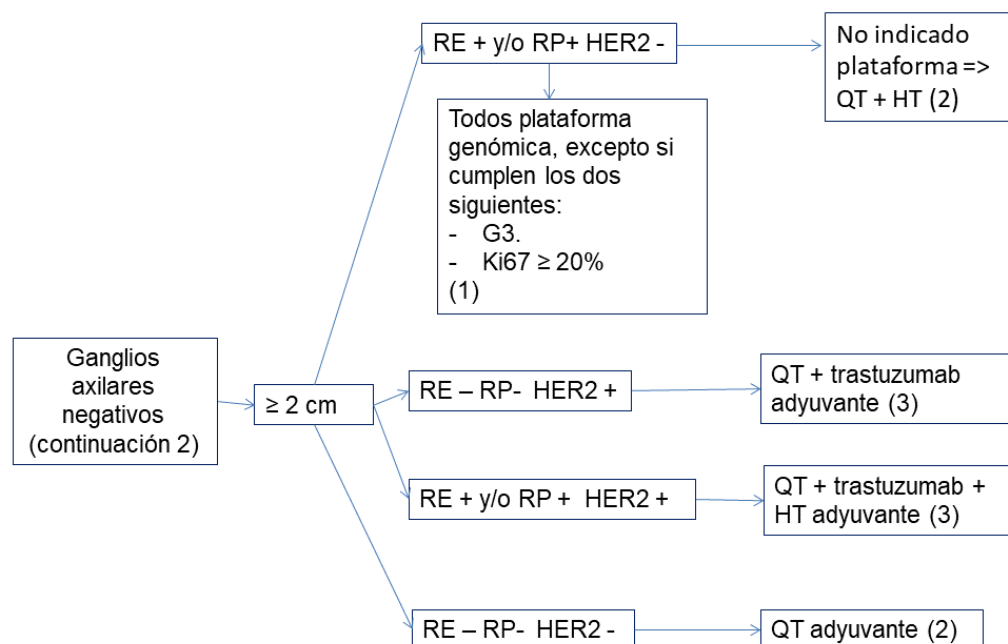 RE + y/o RP+ HER2 -
No indicado
plataforma =>
QT + HT (2)
Todos plataforma
genómica, excepto si
cumplen los dos
siguientes:
- G3.
- Ki67 ≥ 20%
(1)
Ganglios
axilares
negativos
(continuación 2)
≥ 2 cm
RE – RP- HER2 +
QT + trastuzumab
adyuvante (3)
RE + y/o RP + HER2 +
QT + trastuzumab +
HT adyuvante (3)
RE – RP- HER2 -
QT adyuvante (2)